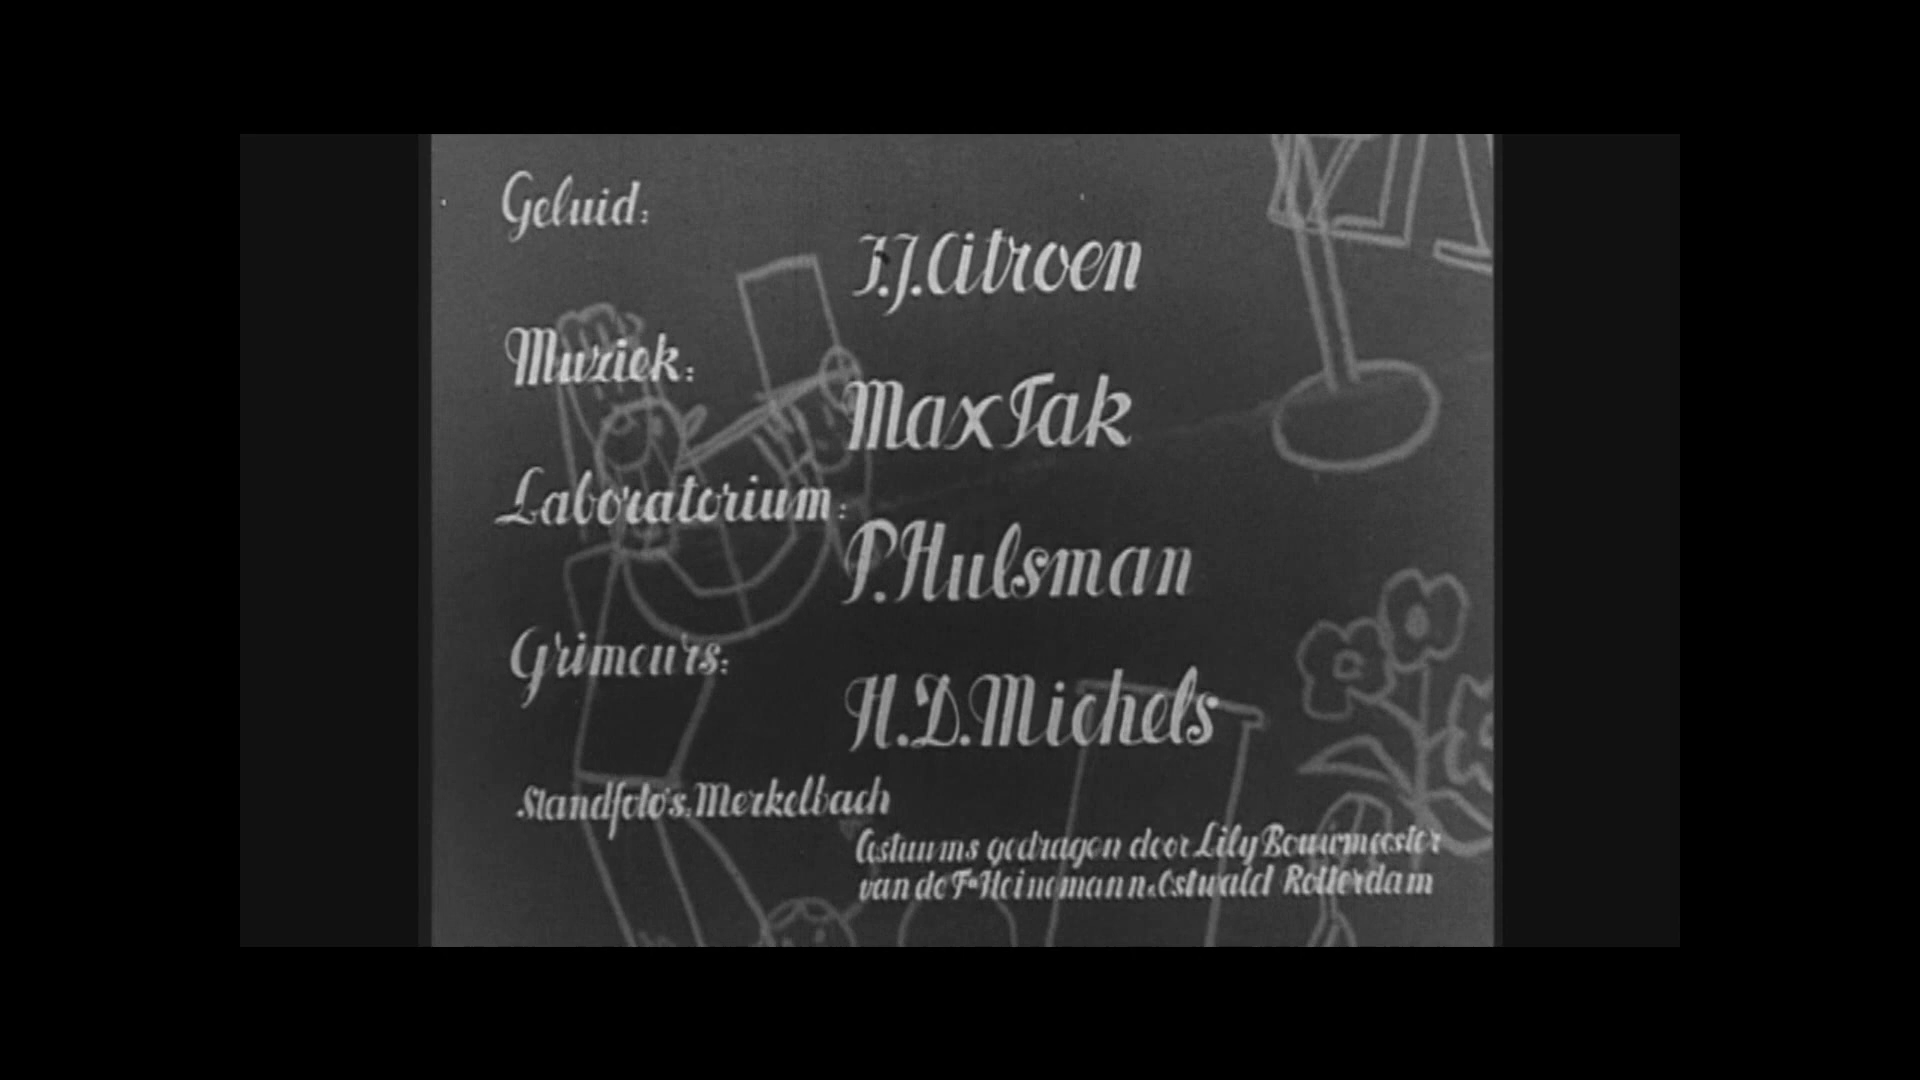 Geluid:
I.J. Citroen
Muziek:
Max Tak
Laboratorium:
P. Hulsman
Grimeurs:
H.D. Michels
Standfoto's: Merkelbach
Costuums gedragen door Lily Bouwmeester
van de Fa Heinemann & Ostwald Rotterdam